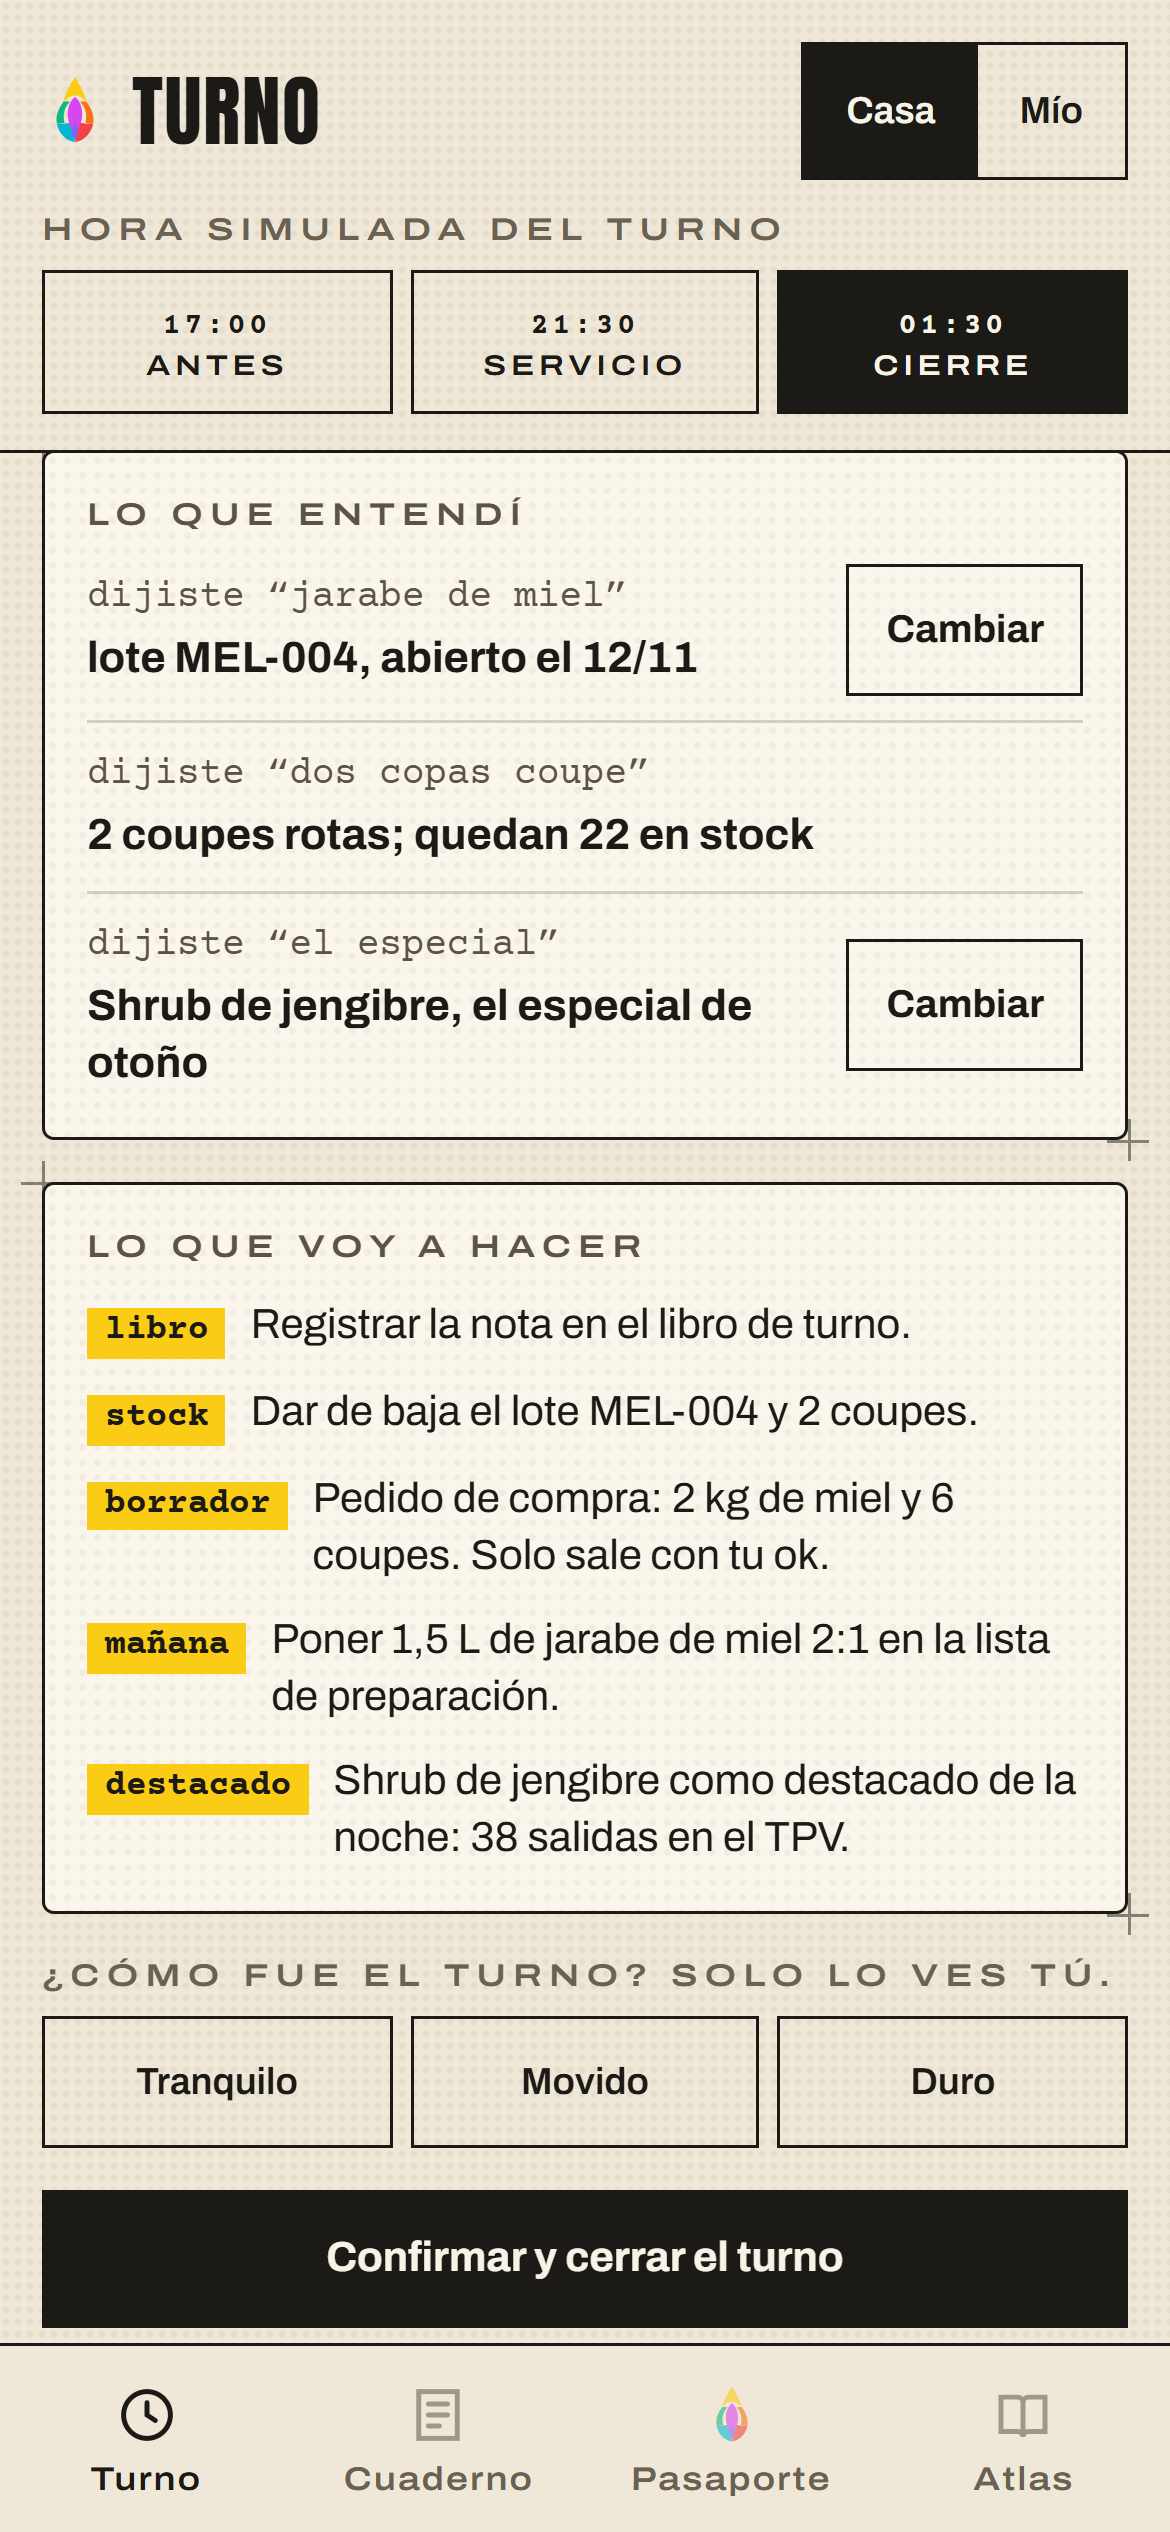 TURNO
Casa
Mío
HORA SIMULADA DEL TURNO
17:00
ANTES
21:30
SERVICIO
01:30
CIERRE
LO QUE ENTENDÍ
dijiste “jarabe de miel”
lote MEL-004, abierto el 12/11
Cambiar
dijiste “dos copas coupe”
2 coupes rotas; quedan 22 en stock
dijiste “el especial”
Shrub de jengibre, el especial de
otoño
Cambiar
LO QUE VOY A HACER
libro Registrar la nota en el libro de turno.
stock Dar de baja el lote MEL-004 y 2 coupes.
borrador Pedido de compra: 2 kg de miel y 6
coupes. Solo sale con tu ok.
mañana Poner 1,5 L de jarabe de miel 2:1 en la lista
de preparación.
destacado Shrub de jengibre como destacado de la
noche: 38 salidas en el TPV.
¿CÓMO FUE EL TURNO? SOLO LO VES TÚ.
Tranquilo
Movido
Duro
Confirmar y cerrar el turno
Turno
Cuaderno
Pasaporte
Atlas